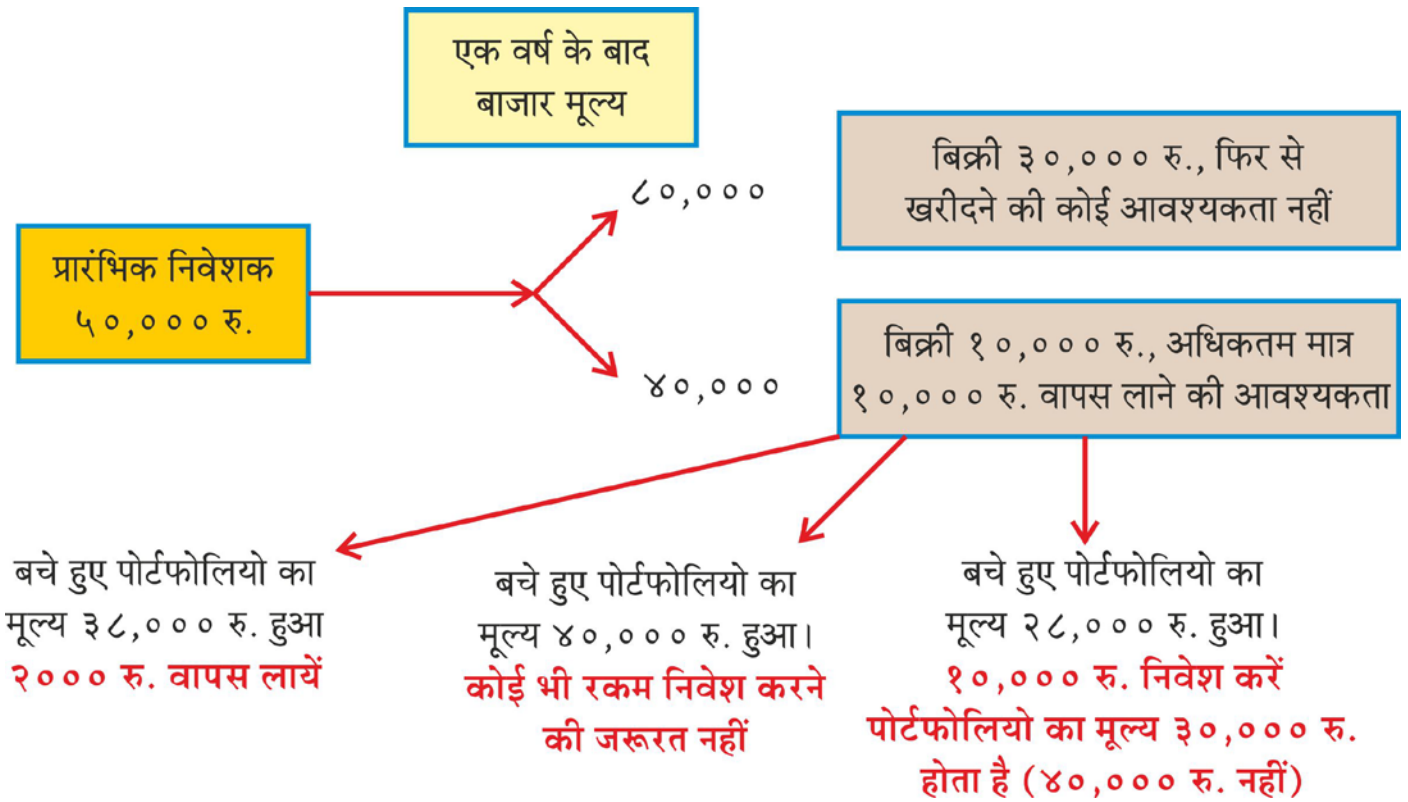 एक वर्ष के बाद
बाजार मूल्य
प्रारंभिक निवेशक
५०,००० रु.
८०,०००
बिक्री ३०,००० रु., फिर से
खरीदने की कोई आवश्यकता नहीं
४०,०००
बिक्री १०,००० रु., अधिकतम मात्र
१०,००० रु. वापस लाने की आवश्यकता
बचे हुए पोर्टफोलियो का
मूल्य ३८,००० रु. हुआ
२००० रु. वापस लायें
बचे हुए पोर्टफोलियो का
मूल्य ४०,००० रु. हुआ।
कोई भी रकम निवेश करने
की जरूरत नहीं
बचे हुए पोर्टफोलियो का
मूल्य २८,००० रु. हुआ।
१०,००० रु. निवेश करें
पोर्टफोलियो का मूल्य ३०,००० रु.
होता है (४०,००० रु. नहीं)